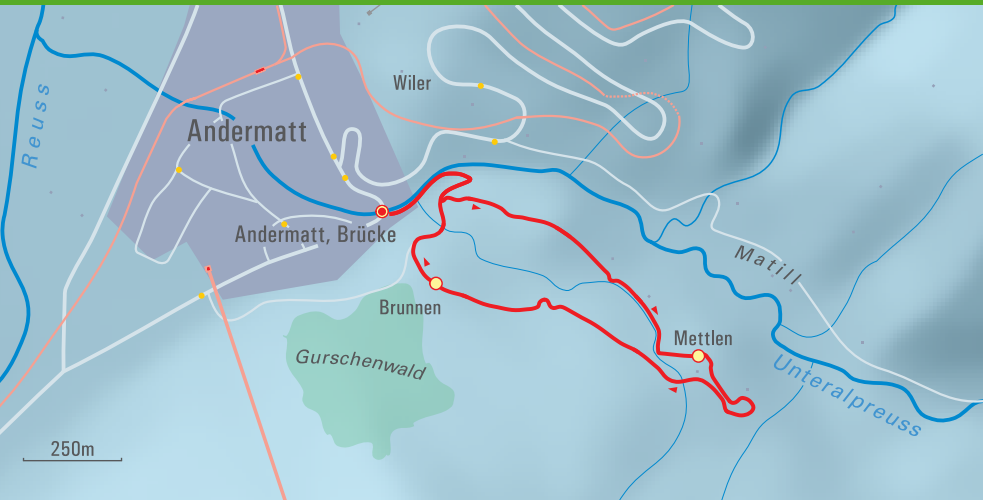 Reuss
Wiler
Andermatt
Andermatt, Brücke
Matill
Brunnen
Mettlen
Gurschenwald
Unteralpreuss
250m